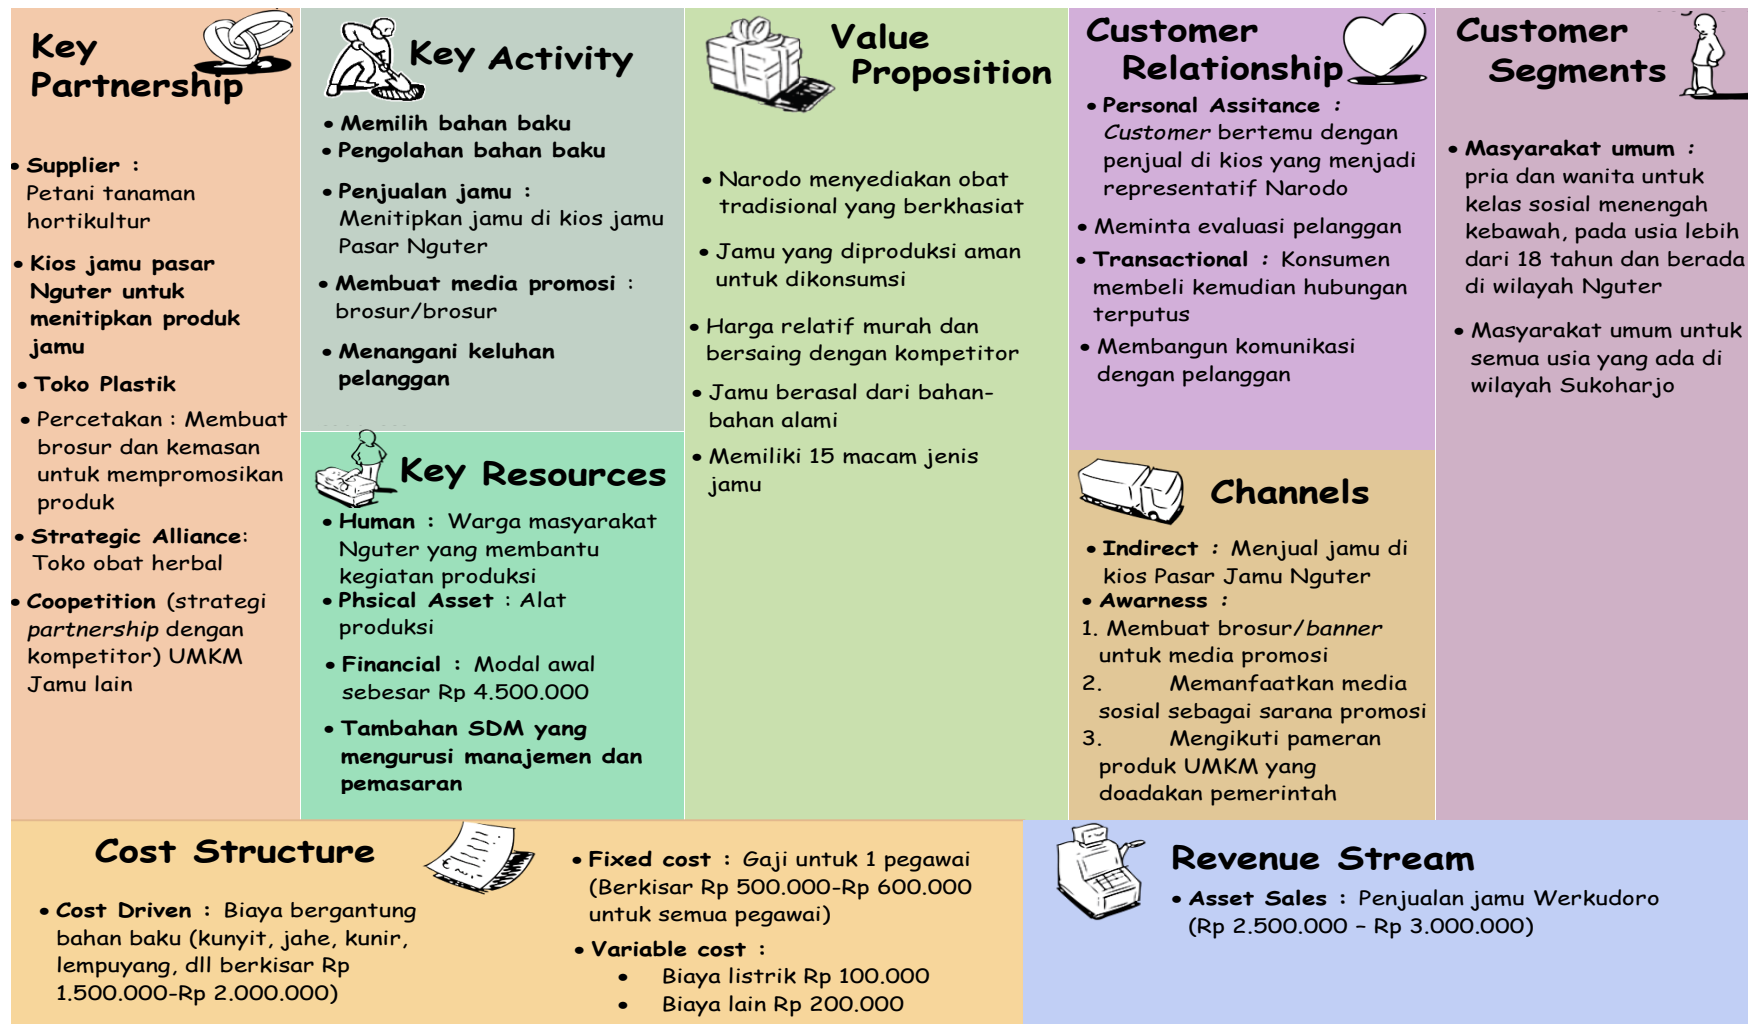 Key
Partnership
• Supplier :
Petani tanaman
hortikultur
• Kios jamu pasar
Nguter untuk
menitipkan produk
jamu
• Toko Plastik
• Percetakan : Membuat
brosur dan kemasan
untuk mempromosikan
produk
• Strategic Alliance:
Toko obat herbal
• Coopetition (strategi
partnership dengan
kompetitor) UMKM
Jamu lain
Key Activity
• Memilih bahan baku
• Pengolahan bahan baku
• Penjualan jamu :
Menitipkan jamu di kios jamu
Pasar Nguter
• Membuat media promosi :
brosur/brosur
• Menangani keluhan
pelanggan
Key Resources
• Human : Warga masyarakat
Nguter yang membantu
kegiatan produksi
• Phsical Asset : Alat
produksi
• Financial : Modal awal
sebesar Rp 4.500.000
• Tambahan SDM yang
mengurusi manajemen dan
pemasaran
Value
Proposition
• Narodo menyediakan obat
tradisional yang berkhasiat
• Jamu yang diproduksi aman
untuk dikonsumsi
• Harga relatif murah dan
bersaing dengan kompetitor
• Jamu berasal dari bahan-
bahan alami
• Memiliki 15 macam jenis
jamu
Customer
Relationship
• Personal Assitance :
Customer bertemu dengan
penjual di kios yang menjadi
representatif Narodo
• Meminta evaluasi pelanggan
• Transactional : Konsumen
membeli kemudian hubungan
terputus
• Membangun komunikasi
dengan pelanggan
Channels
• Indirect : Menjual jamu di
kios Pasar Jamu Nguter
• Awarness :
1. Membuat brosur/banner
untuk media promosi
2. Memanfaatkan media
sosial sebagai sarana promosi
3. Mengikuti pameran
produk UMKM yang
doadakan pemerintah
Customer
Segments
• Masyarakat umum :
pria dan wanita untuk
kelas sosial menengah
kebawah, pada usia lebih
dari 18 tahun dan berada
di wilayah Nguter
• Masyarakat umum untuk
semua usia yang ada di
wilayah Sukoharjo
Cost Structure
• Cost Driven : Biaya bergantung
bahan baku (kunyit, jahe, kunir,
lempuyang, dll berkisar Rp
1.500.000-Rp 2.000.000)
• Fixed cost : Gaji untuk 1 pegawai
(Berkisar Rp 500.000-Rp 600.000
untuk semua pegawai)
• Variable cost :
• Biaya listrik Rp 100.000
• Biaya lain Rp 200.000
Revenue Stream
• Asset Sales : Penjualan jamu Werkudoro
(Rp 2.500.000 – Rp 3.000.000)